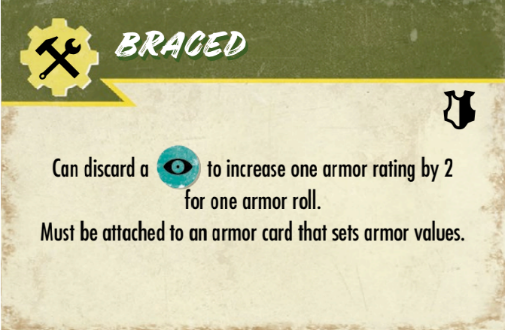 BRACED
Can discard a to increase one armor rating by 2
for one armor roll.
Must be attached to an armor card that sets armor values.